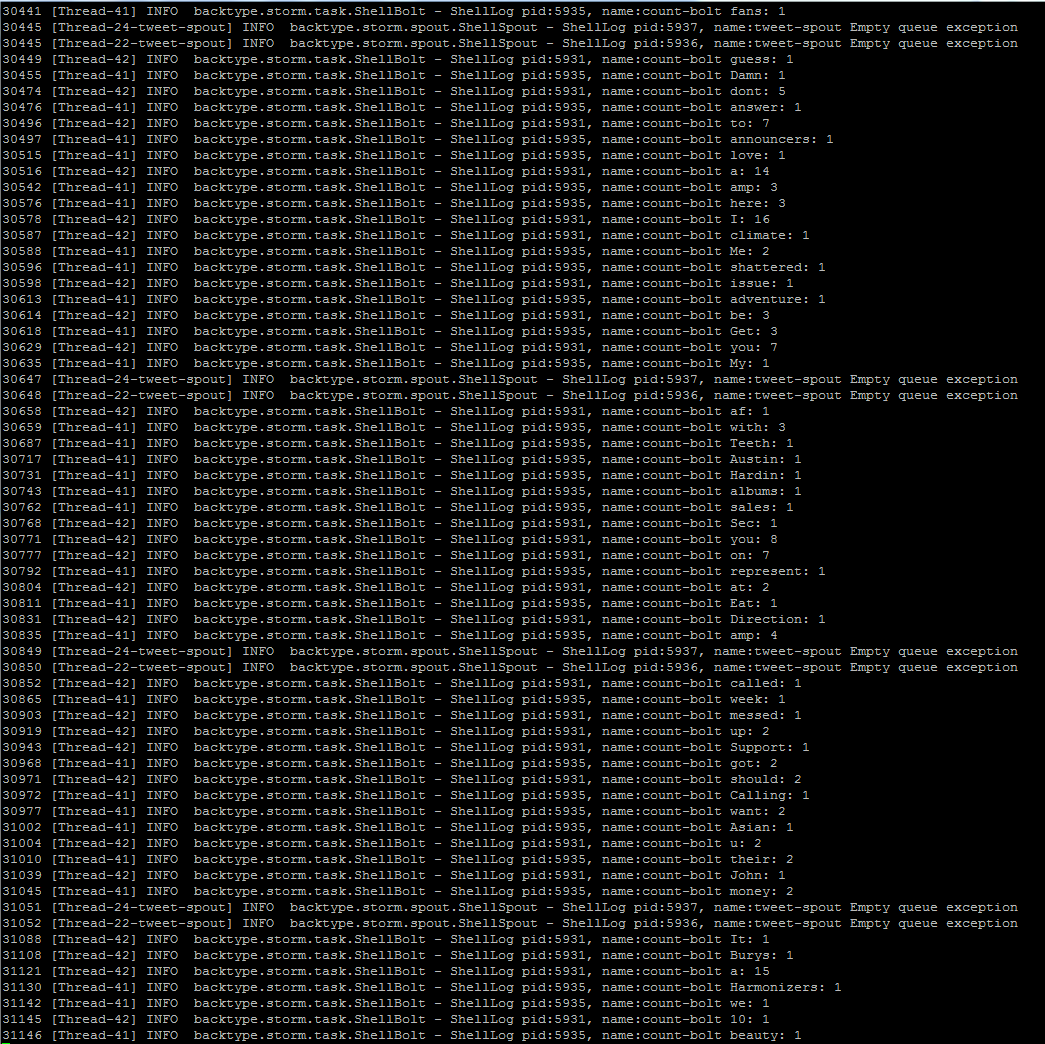 30441 [Thread-41] INFO  backtype.storm.task.ShellBolt - ShellLog pid:5935, name:count-bolt fans: 1
30445 [Thread-24-tweet-spout] INFO  backtype.storm.spout.ShellSpout - ShellLog pid:5937, name:tweet-spout Empty queue exception
30445 [Thread-22-tweet-spout] INFO  backtype.storm.spout.ShellSpout - ShellLog pid:5936, name:tweet-spout Empty queue exception
30449 [Thread-42] INFO  backtype.storm.task.ShellBolt - ShellLog pid:5931, name:count-bolt guess: 1
30455 [Thread-41] INFO  backtype.storm.task.ShellBolt - ShellLog pid:5935, name:count-bolt Damn: 1
30474 [Thread-42] INFO  backtype.storm.task.ShellBolt - ShellLog pid:5931, name:count-bolt dont: 5
30476 [Thread-41] INFO  backtype.storm.task.ShellBolt - ShellLog pid:5935, name:count-bolt answer: 1
30496 [Thread-42] INFO  backtype.storm.task.ShellBolt - ShellLog pid:5931, name:count-bolt to: 7
30497 [Thread-41] INFO  backtype.storm.task.ShellBolt - ShellLog pid:5935, name:count-bolt announcers: 1
30515 [Thread-41] INFO  backtype.storm.task.ShellBolt - ShellLog pid:5935, name:count-bolt love: 1
30516 [Thread-42] INFO  backtype.storm.task.ShellBolt - ShellLog pid:5931, name:count-bolt a: 14
30542 [Thread-41] INFO  backtype.storm.task.ShellBolt - ShellLog pid:5935, name:count-bolt amp: 3
30576 [Thread-41] INFO  backtype.storm.task.ShellBolt - ShellLog pid:5935, name:count-bolt here: 3
30578 [Thread-42] INFO  backtype.storm.task.ShellBolt - ShellLog pid:5931, name:count-bolt I: 16
30587 [Thread-42] INFO  backtype.storm.task.ShellBolt - ShellLog pid:5931, name:count-bolt climate: 1
30588 [Thread-41] INFO  backtype.storm.task.ShellBolt - ShellLog pid:5935, name:count-bolt Me: 2
30596 [Thread-41] INFO  backtype.storm.task.ShellBolt - ShellLog pid:5935, name:count-bolt shattered: 1
30598 [Thread-42] INFO  backtype.storm.task.ShellBolt - ShellLog pid:5931, name:count-bolt issue: 1
30613 [Thread-41] INFO  backtype.storm.task.ShellBolt - ShellLog pid:5935, name:count-bolt adventure: 1
30614 [Thread-42] INFO  backtype.storm.task.ShellBolt - ShellLog pid:5931, name:count-bolt be: 3
30618 [Thread-41] INFO  backtype.storm.task.ShellBolt - ShellLog pid:5935, name:count-bolt Get: 3
30629 [Thread-42] INFO  backtype.storm.task.ShellBolt - ShellLog pid:5931, name:count-bolt you: 7
30635 [Thread-41] INFO  backtype.storm.task.ShellBolt - ShellLog pid:5935, name:count-bolt My: 1
30647 [Thread-24-tweet-spout] INFO  backtype.storm.spout.ShellSpout - ShellLog pid:5937, name:tweet-spout Empty queue exception
30648 [Thread-22-tweet-spout] INFO  backtype.storm.spout.ShellSpout - ShellLog pid:5936, name:tweet-spout Empty queue exception
30658 [Thread-42] INFO  backtype.storm.task.ShellBolt - ShellLog pid:5931, name:count-bolt af: 1
30659 [Thread-41] INFO  backtype.storm.task.ShellBolt - ShellLog pid:5935, name:count-bolt with: 3
30687 [Thread-41] INFO  backtype.storm.task.ShellBolt - ShellLog pid:5935, name:count-bolt Teeth: 1
30717 [Thread-41] INFO  backtype.storm.task.ShellBolt - ShellLog pid:5935, name:count-bolt Austin: 1
30731 [Thread-41] INFO  backtype.storm.task.ShellBolt - ShellLog pid:5935, name:count-bolt Hardin: 1
30743 [Thread-41] INFO  backtype.storm.task.ShellBolt - ShellLog pid:5935, name:count-bolt albums: 1
30762 [Thread-41] INFO  backtype.storm.task.ShellBolt - ShellLog pid:5935, name:count-bolt sales: 1
30768 [Thread-42] INFO  backtype.storm.task.ShellBolt - ShellLog pid:5931, name:count-bolt Sec: 1
30771 [Thread-42] INFO  backtype.storm.task.ShellBolt - ShellLog pid:5931, name:count-bolt you: 8
30777 [Thread-42] INFO  backtype.storm.task.ShellBolt - ShellLog pid:5931, name:count-bolt on: 7
30792 [Thread-41] INFO  backtype.storm.task.ShellBolt - ShellLog pid:5935, name:count-bolt represent: 1
30804 [Thread-42] INFO  backtype.storm.task.ShellBolt - ShellLog pid:5931, name:count-bolt at: 2
30811 [Thread-41] INFO  backtype.storm.task.ShellBolt - ShellLog pid:5935, name:count-bolt Eat: 1
30831 [Thread-42] INFO  backtype.storm.task.ShellBolt - ShellLog pid:5931, name:count-bolt Direction: 1
30835 [Thread-41] INFO  backtype.storm.task.ShellBolt - ShellLog pid:5935, name:count-bolt amp: 4
30849 [Thread-24-tweet-spout] INFO  backtype.storm.spout.ShellSpout - ShellLog pid:5937, name:tweet-spout Empty queue exception
30850 [Thread-22-tweet-spout] INFO  backtype.storm.spout.ShellSpout - ShellLog pid:5936, name:tweet-spout Empty queue exception
30852 [Thread-42] INFO  backtype.storm.task.ShellBolt - ShellLog pid:5931, name:count-bolt called: 1
30865 [Thread-41] INFO  backtype.storm.task.ShellBolt - ShellLog pid:5935, name:count-bolt week: 1
30903 [Thread-42] INFO  backtype.storm.task.ShellBolt - ShellLog pid:5931, name:count-bolt messed: 1
30919 [Thread-42] INFO  backtype.storm.task.ShellBolt - ShellLog pid:5931, name:count-bolt up: 2
30943 [Thread-42] INFO  backtype.storm.task.ShellBolt - ShellLog pid:5931, name:count-bolt Support: 1
30968 [Thread-41] INFO  backtype.storm.task.ShellBolt - ShellLog pid:5935, name:count-bolt got: 2
30971 [Thread-42] INFO  backtype.storm.task.ShellBolt - ShellLog pid:5931, name:count-bolt should: 2
30972 [Thread-41] INFO  backtype.storm.task.ShellBolt - ShellLog pid:5935, name:count-bolt Calling: 1
30977 [Thread-41] INFO  backtype.storm.task.ShellBolt - ShellLog pid:5935, name:count-bolt want: 2
31002 [Thread-41] INFO  backtype.storm.task.ShellBolt - ShellLog pid:5935, name:count-bolt Asian: 1
31004 [Thread-42] INFO  backtype.storm.task.ShellBolt - ShellLog pid:5931, name:count-bolt u: 2
31010 [Thread-41] INFO  backtype.storm.task.ShellBolt - ShellLog pid:5935, name:count-bolt their: 2
31039 [Thread-42] INFO  backtype.storm.task.ShellBolt - ShellLog pid:5931, name:count-bolt John: 1
31045 [Thread-41] INFO  backtype.storm.task.ShellBolt - ShellLog pid:5935, name:count-bolt money: 2
31051 [Thread-24-tweet-spout] INFO  backtype.storm.spout.ShellSpout - ShellLog pid:5937, name:tweet-spout Empty queue exception
31052 [Thread-22-tweet-spout] INFO  backtype.storm.spout.ShellSpout - ShellLog pid:5936, name:tweet-spout Empty queue exception
31088 [Thread-42] INFO  backtype.storm.task.ShellBolt - ShellLog pid:5931, name:count-bolt It: 1
31108 [Thread-42] INFO  backtype.storm.task.ShellBolt - ShellLog pid:5931, name:count-bolt Burys: 1
31121 [Thread-42] INFO  backtype.storm.task.ShellBolt - ShellLog pid:5931, name:count-bolt a: 15
31130 [Thread-41] INFO  backtype.storm.task.ShellBolt - ShellLog pid:5935, name:count-bolt Harmonizers: 1
31142 [Thread-41] INFO  backtype.storm.task.ShellBolt - ShellLog pid:5935, name:count-bolt we: 1
31145 [Thread-42] INFO  backtype.storm.task.ShellBolt - ShellLog pid:5931, name:count-bolt 10: 1
31146 [Thread-41] INFO  backtype.storm.task.ShellBolt - ShellLog pid:5935, name:count-bolt beauty: 1